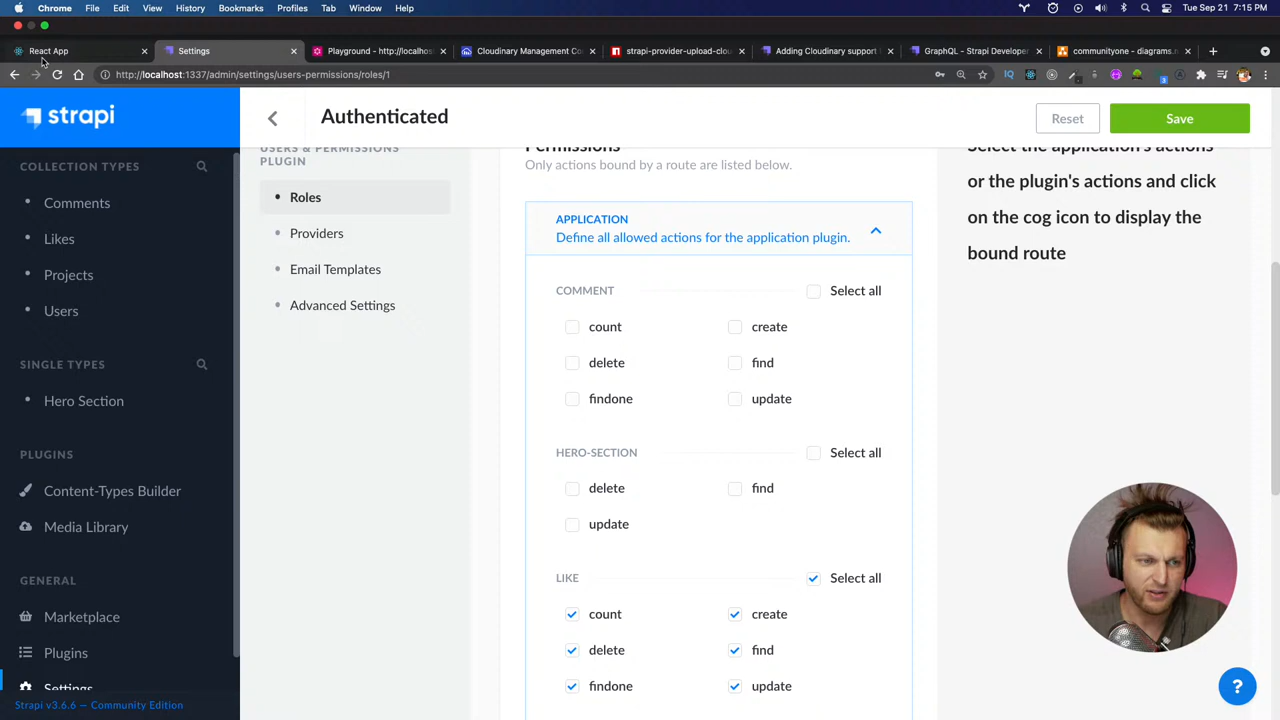 Chrome File Edit View History Bookmarks Profiles Tab Window Help Tue Sep 21 7:15 PM
React App
Settings
Playground - http://localhost:
Cloudinary Management Co
strapi-provider-upload-clou
Adding Cloudinary support t
GraphQL - Strapi Developer
communityone - diagrams.n
http://localhost:1337/admin/settings/users-permissions/roles/1
strapi
Authenticated
Reset
Save
COLLECTION TYPES
Comments
Likes
Projects
Users
SINGLE TYPES
Hero Section
PLUGINS
Content-Types Builder
Media Library
GENERAL
Marketplace
Plugins
Settings
Strapi v3.6.6 — Community Edition
USERS & PERMISSIONS
PLUGIN
Roles
Providers
Email Templates
Advanced Settings
Permissions
Only actions bound by a route are listed below.
APPLICATION
Define all allowed actions for the application plugin.
COMMENT
Select all
count
create
delete
find
findone
update
HERO-SECTION
Select all
delete
find
update
LIKE
Select all
count
create
delete
find
findone
update
Select the application's actions
or the plugin's actions and click
on the cog icon to display the
bound route
?